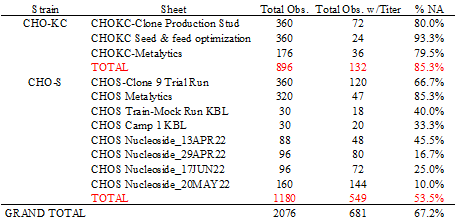 Strain Sheet Total Obs. Total Obs. w/Titer % NA
CHO-KC CHOKC-Clone Production Stud 360 72 80.0%
CHOKC Seed & feed optimization 360 24 93.3%
CHOKC-Metalytics 176 36 79.5%
TOTAL 896 132 85.3%
CHO-S CHOS-Clone 9 Trial Run 360 120 66.7%
CHOS Metalytics 320 47 85.3%
CHOS Train-Mock Run KBL 30 18 40.0%
CHOS Camp 1 KBL 30 20 33.3%
CHOS Nucleoside_13APR22 88 48 45.5%
CHOS Nucleoside_29APR22 96 80 16.7%
CHOS Nucleoside_17JUN22 96 72 25.0%
CHOS Nucleoside_20MAY22 160 144 10.0%
TOTAL 1180 549 53.5%
GRAND TOTAL 2076 681 67.2%